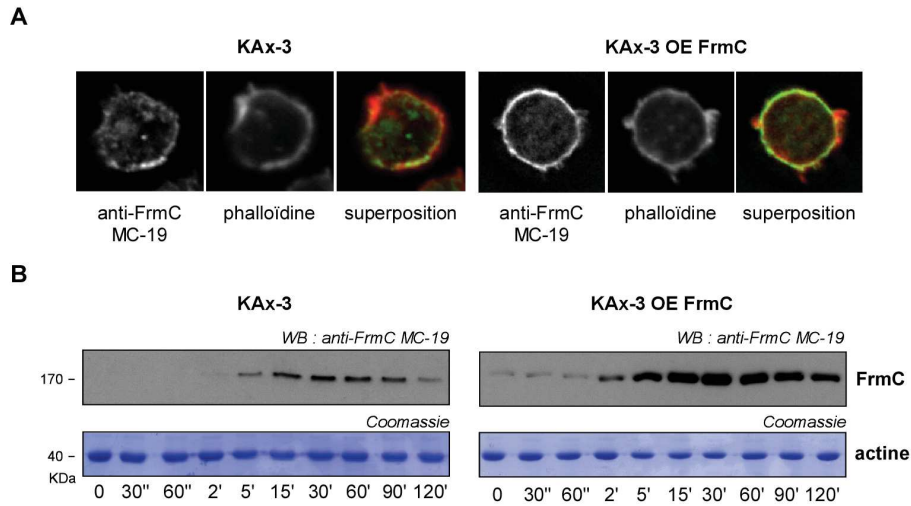 A
KAx-3
KAx-3 OE FrmC
anti-FrmC
MC-19
phalloïdine
superposition
anti-FrmC
MC-19
phalloïdine
superposition
B
KAx-3
KAx-3 OE FrmC
WB : anti-FrmC MC-19
WB : anti-FrmC MC-19
170 –
FrmC
Coomassie
Coomassie
40 –
actine
KDa
0 30" 60" 2' 5' 15' 30' 60' 90' 120'
0 30" 60" 2' 5' 15' 30' 60' 90' 120'